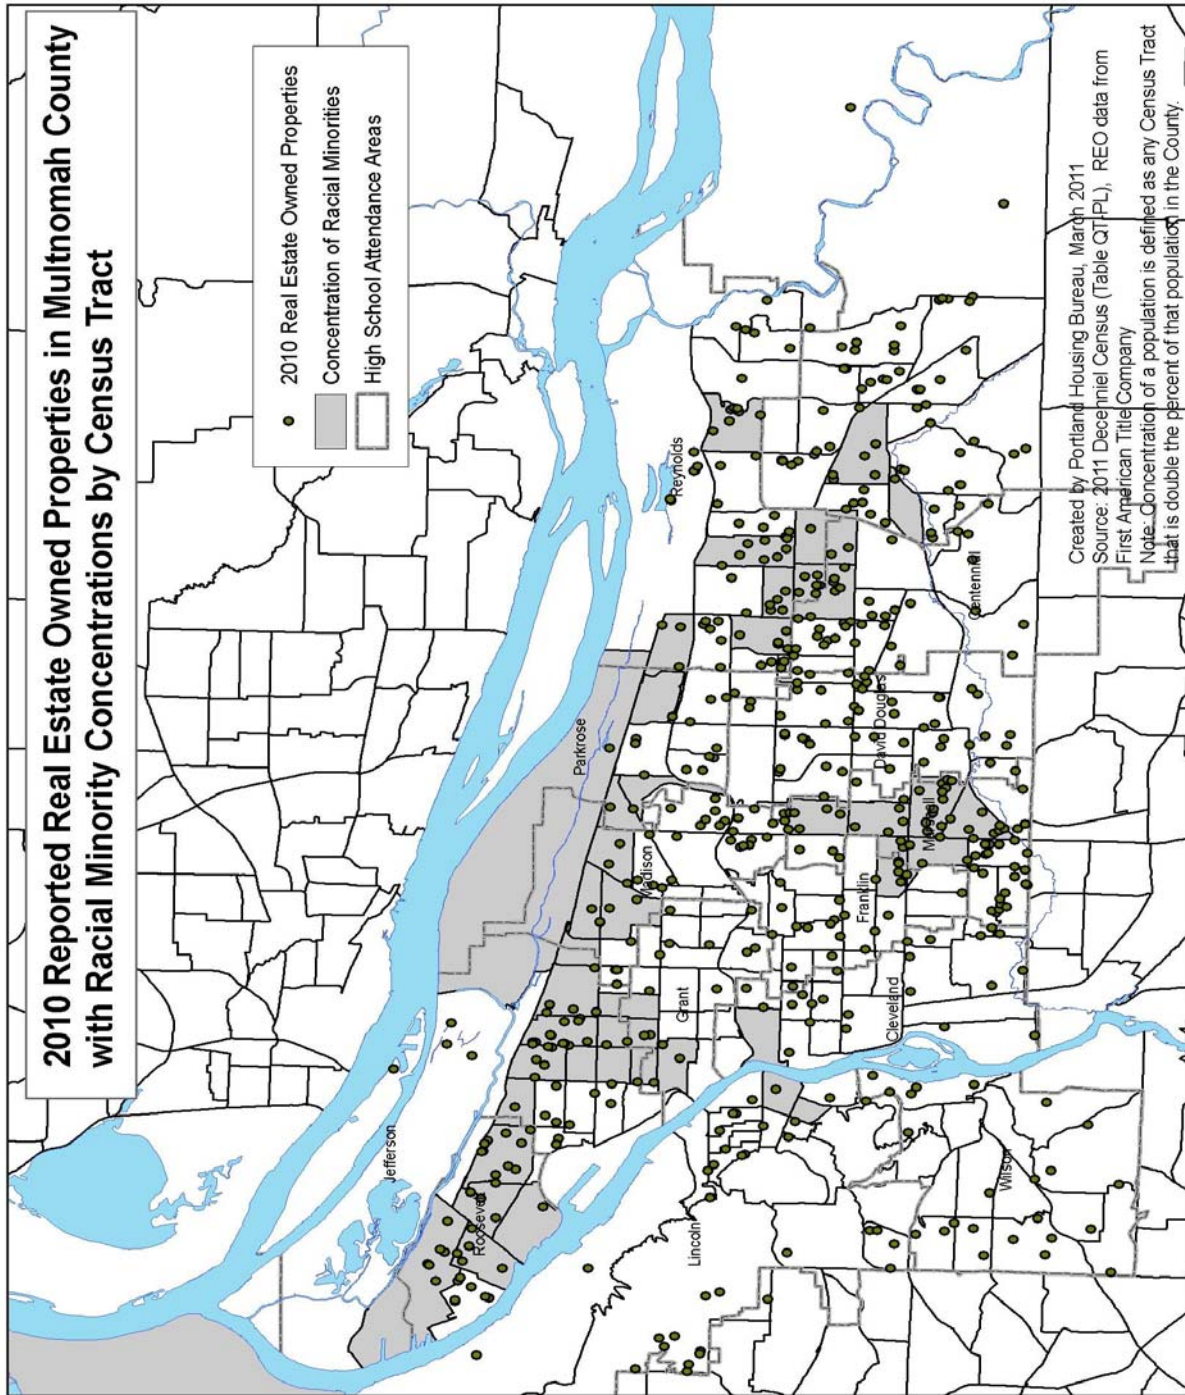 2010 Reported Real Estate Owned Properties in Multnomah County
with Racial Minority Concentrations by Census Tract
2010 Real Estate Owned Properties
Concentration of Racial Minorities
High School Attendance Areas
Jefferson
Roosevelt
Parkrose
Reynolds
Madison
Grant
Lincoln
Franklin
Cleveland
Marshall
David Douglas
Centennial
Wilson
Created by Portland Housing Bureau, March 2011
Source: 2011 Decenniel Census (Table QT-PL), REO data from
First American Title Company
Note: Concentration of a population is defined as any Census Tract
that is double the percent of that population in the County.